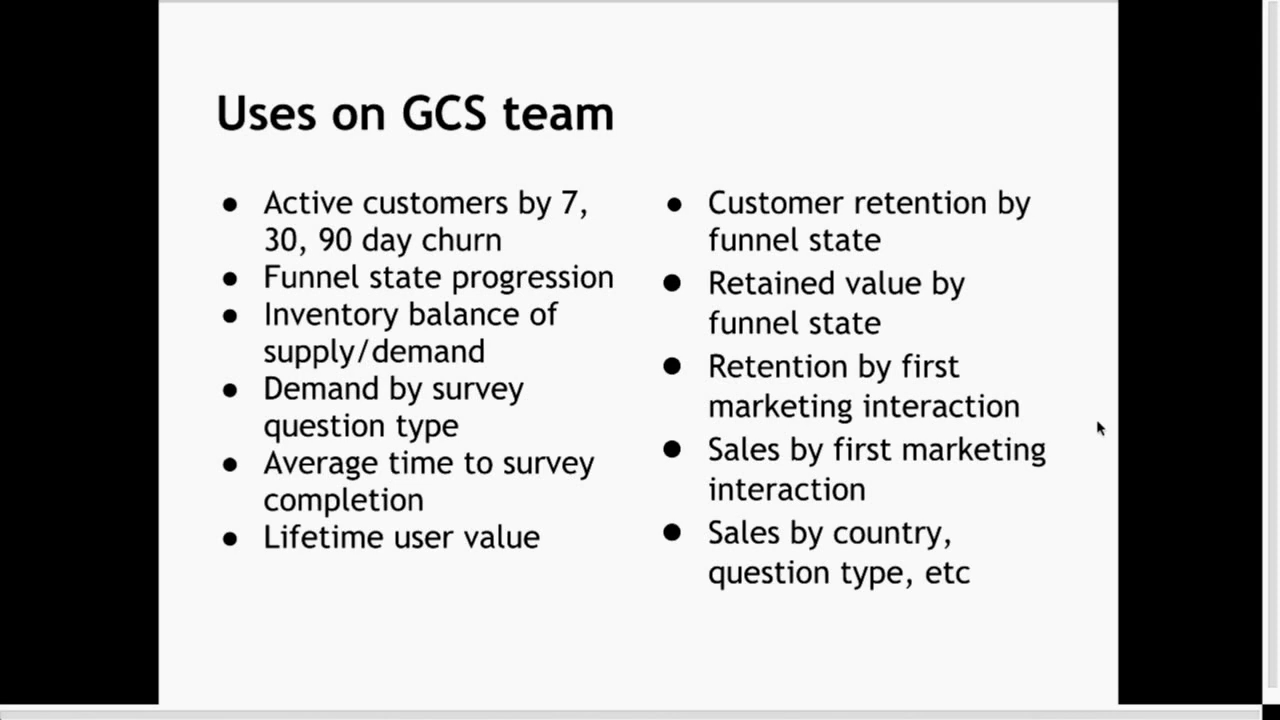 Uses on GCS team
● Active customers by 7,
30, 90 day churn
● Funnel state progression
● Inventory balance of
supply/demand
● Demand by survey
question type
● Average time to survey
completion
● Lifetime user value
● Customer retention by
funnel state
● Retained value by
funnel state
● Retention by first
marketing interaction
● Sales by first marketing
interaction
● Sales by country,
question type, etc